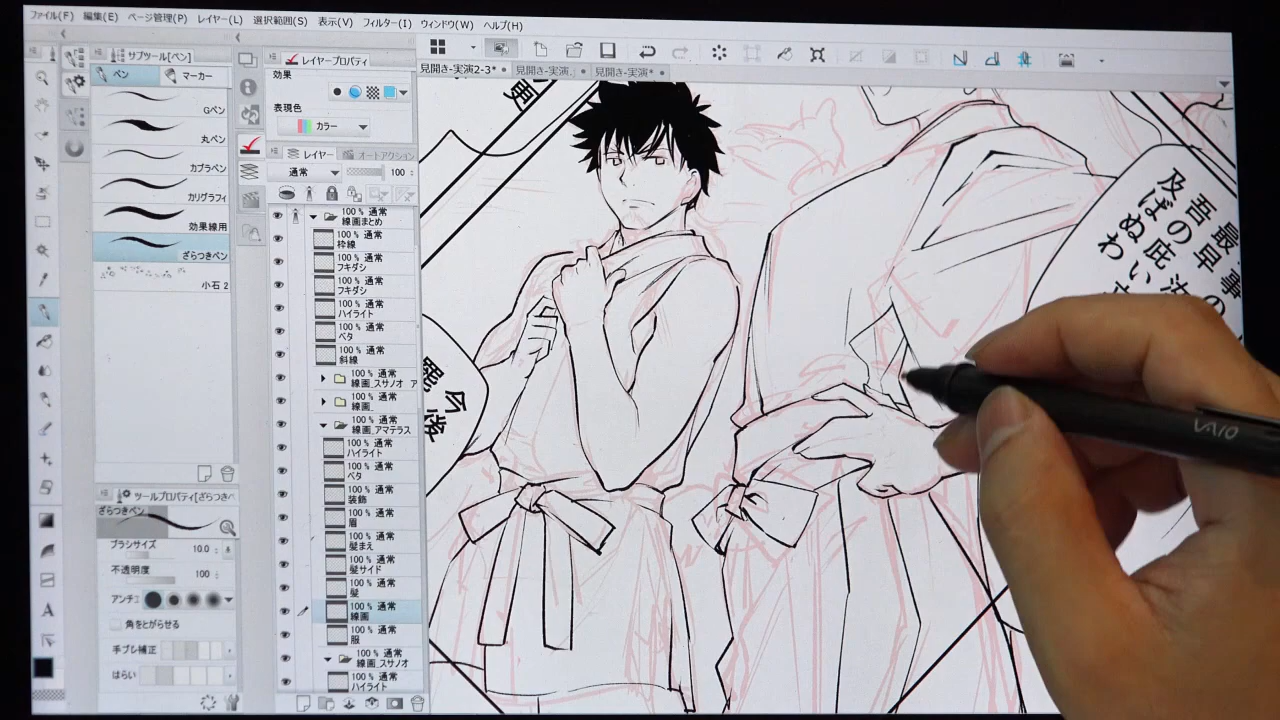 ファイル(F) 編集(E) ページ管理(P) レイヤー(L) 選択範囲(S) 表示(V) フィルター(I) ウィンドウ(W) ヘルプ(H)
サブツール[ペン]
ペン マーカー
Gペン
丸ペン
カブラペン
カリグラフィ
効果線用
ざらつきペン
小石 2
ツールプロパティ[ざらつきペ
ざらつきペン
ブラシサイズ 10.0
不透明度 100
アンチエ
角をとがらせる
手ブレ補正
はらい
レイヤープロパティ
効果
表現色
カラー
レイヤー オートアクション
通常 100
100 % 通常
線画まとめ
100 % 通常
枠線
100 % 通常
フキダシ
100 % 通常
フキダシ
100 % 通常
ハイライト
100 % 通常
ベタ
100 % 通常
斜線
100 % 通常
線画_スサノオ ア
100 % 通常
線画_
100 % 通常
線画_アマテラス
100 % 通常
ハイライト
100 % 通常
ベタ
100 % 通常
装飾
100 % 通常
眉
100 % 通常
髪まえ
100 % 通常
髪サイド
100 % 通常
髪
100 % 通常
線画
100 % 通常
服
100 % 通常
線画_スサノオ
100 % 通常
ハイライト
見開き-実演2-3* 見開き-実演. 見開き-実演*
最早
吾の庇
及ばぬわ
今後
VAIO